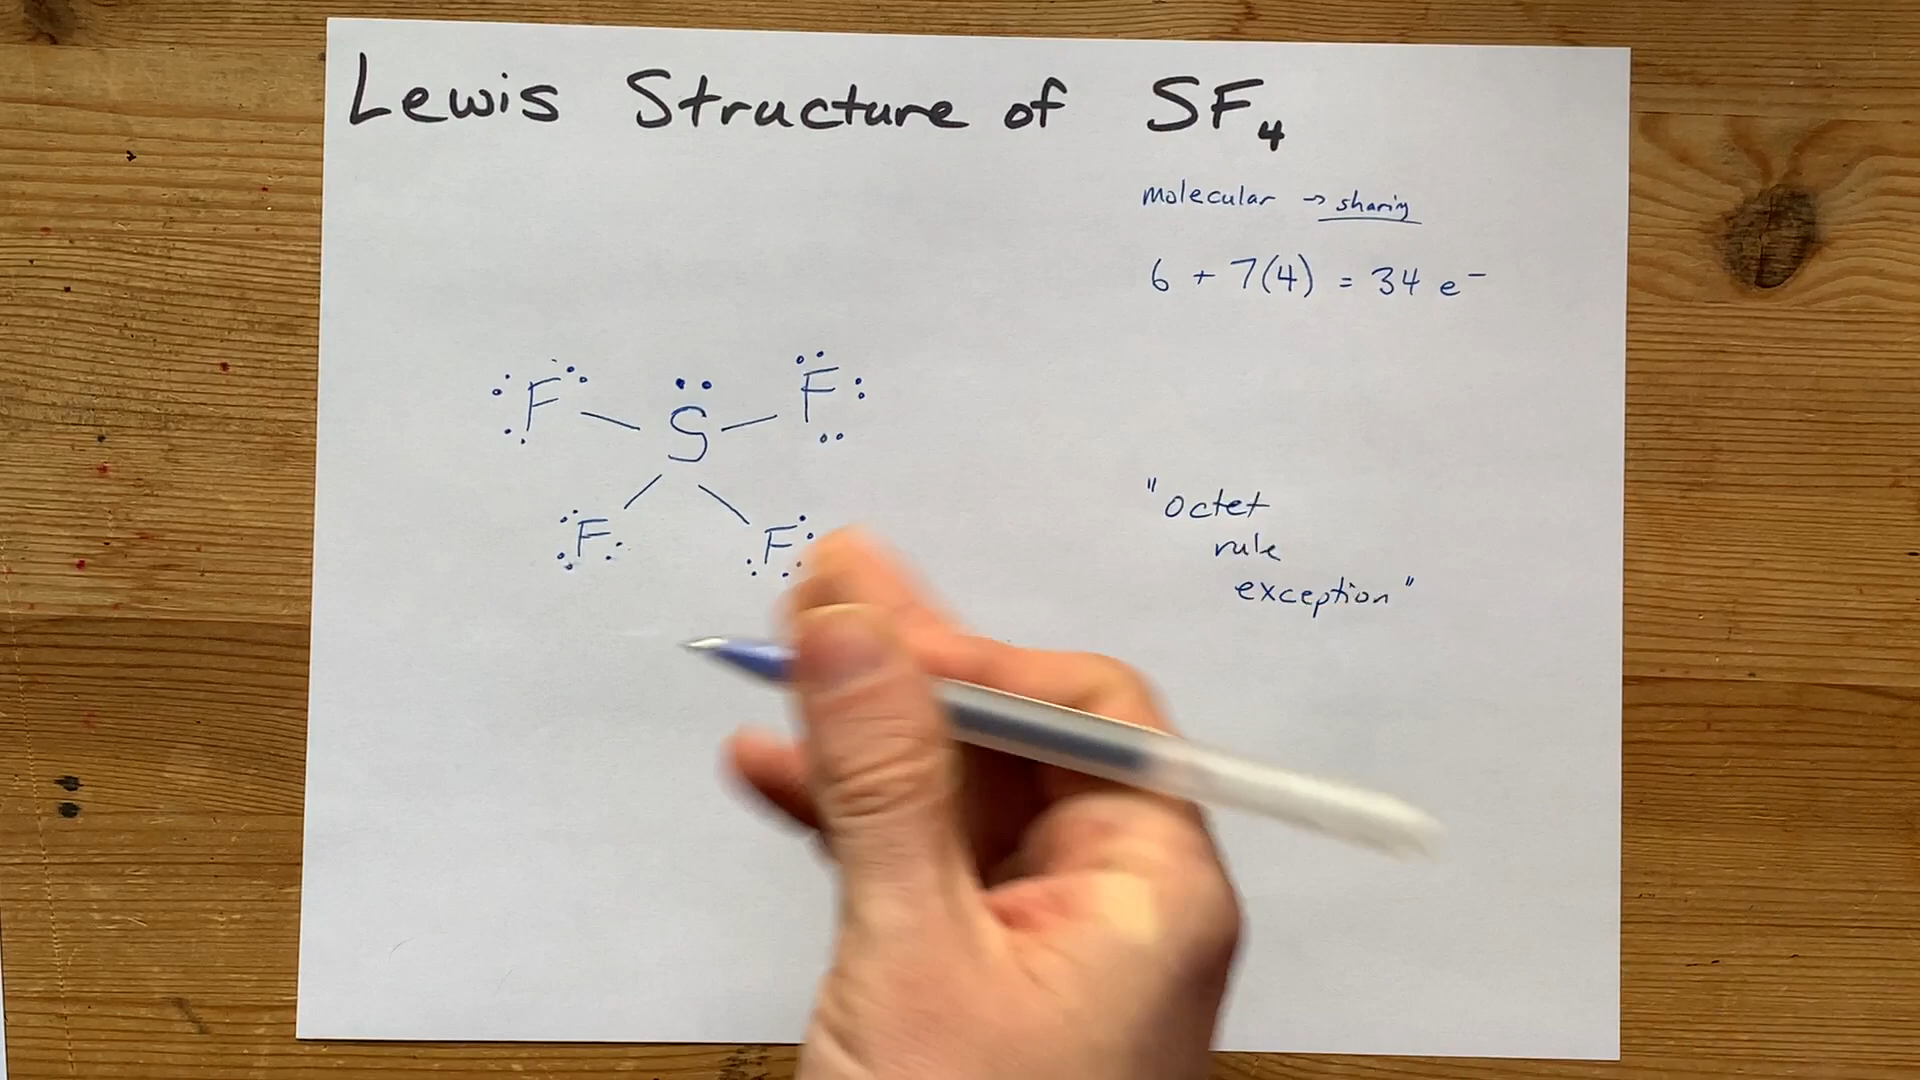 Lewis Structure of SF₄
molecular → sharing
6 + 7(4) = 34 e⁻
F S F
F F
"octet
rule
exception"